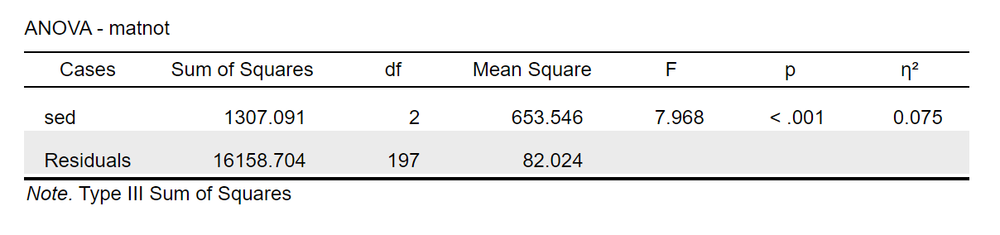 ANOVA - matnot
Cases Sum of Squares df Mean Square F p η²
sed 1307.091 2 653.546 7.968 < .001 0.075
Residuals 16158.704 197 82.024
Note. Type III Sum of Squares